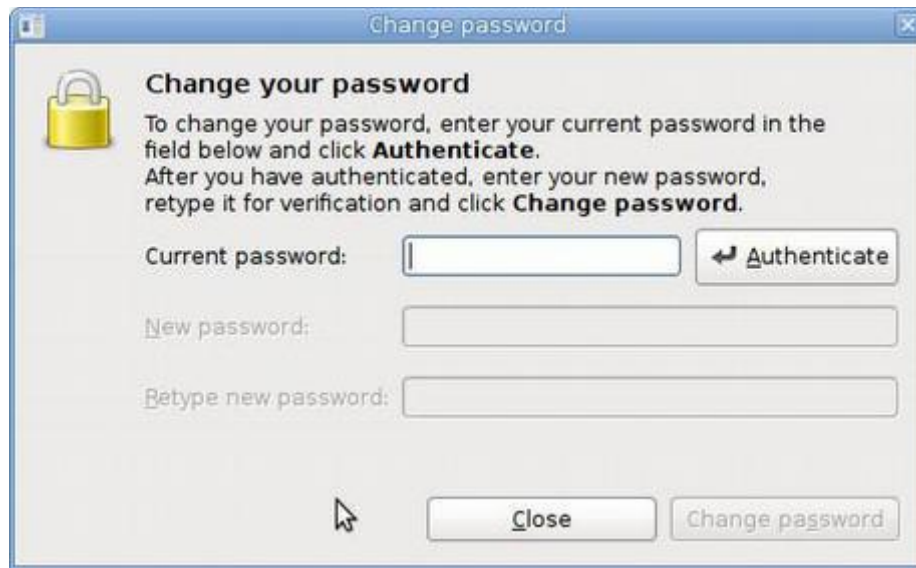 Change password
Change your password
To change your password, enter your current password in the
field below and click Authenticate.
After you have authenticated, enter your new password,
retype it for verification and click Change password.
Current password:
Authenticate
New password:
Retype new password:
Close
Change password